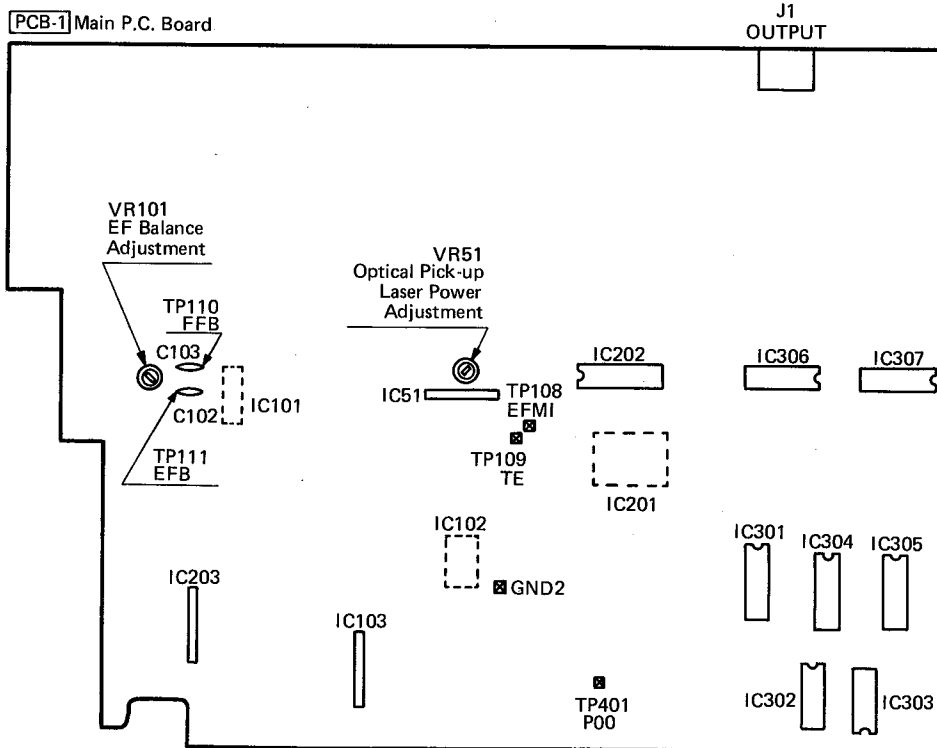 PCB-1 Main P.C. Board
J1
OUTPUT
VR101
EF Balance
Adjustment
VR51
Optical Pick-up
Laser Power
Adjustment
TP110
FFB
C103
IC101
C102
TP111
EFB
IC51
TP108
EFMI
TP109
TE
IC202
IC306
IC307
IC201
IC102
GND2
IC301
IC304
IC305
IC203
IC103
TP401
P00
IC302
IC303